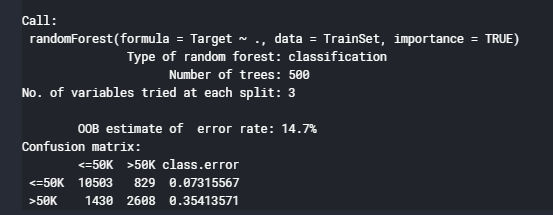 Call:
randomForest(formula = Target ~ ., data = TrainSet, importance = TRUE)
Type of random forest: classification
Number of trees: 500
No. of variables tried at each split: 3
OOB estimate of  error rate: 14.7%
Confusion matrix:
<=50K >50K class.error
<=50K 10503 829 0.07315567
>50K 1430 2608 0.35413571